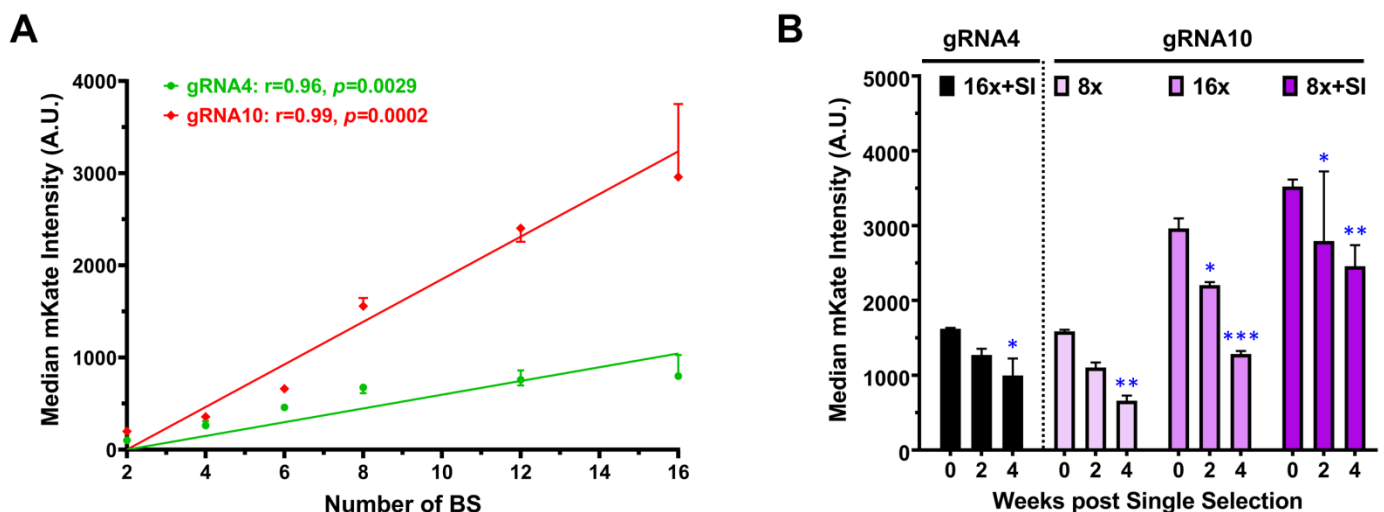 A
Median mKate Intensity (A.U.)
4000
3000
2000
1000
0
gRNA4: r=0.96, p=0.0029
gRNA10: r=0.99, p=0.0002
2 4 6 8 10 12 14 16
Number of BS
B
gRNA4 gRNA10
16x+SI 8x 16x 8x+SI
Median mKate Intensity (A.U.)
5000
4000
3000
2000
1000
0
* ** * *** * **
0 2 4 0 2 4 0 2 4 0 2 4
Weeks post Single Selection